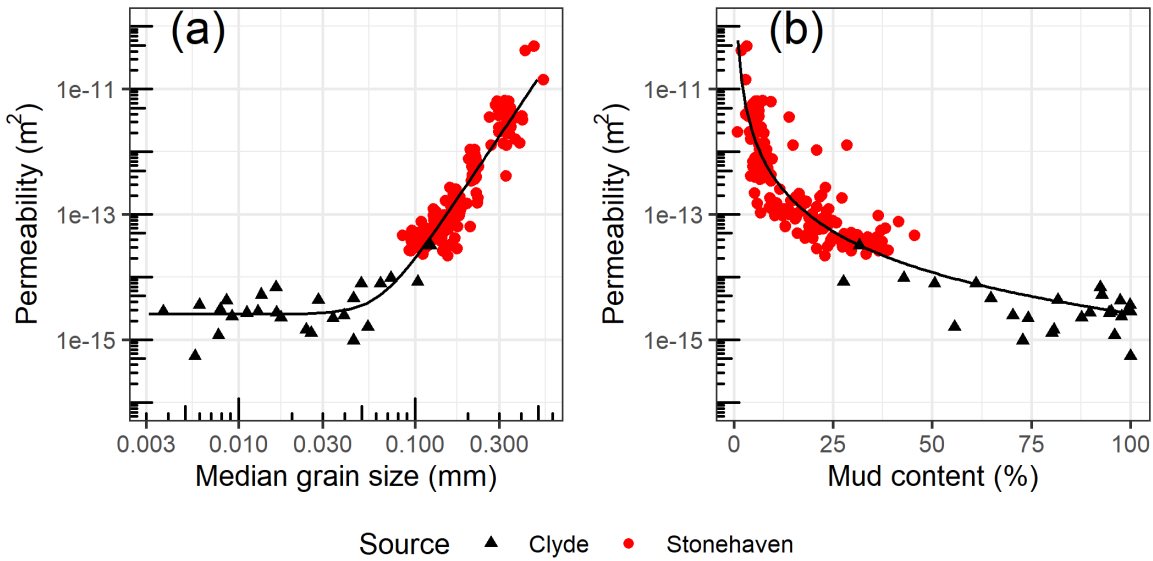 (a)
(b)
Permeability (m²)
1e-11
1e-13
1e-15
0.003 0.010 0.030 0.100 0.300
Median grain size (mm)
Permeability (m²)
1e-11
1e-13
1e-15
0 25 50 75 100
Mud content (%)
Source Clyde Stonehaven